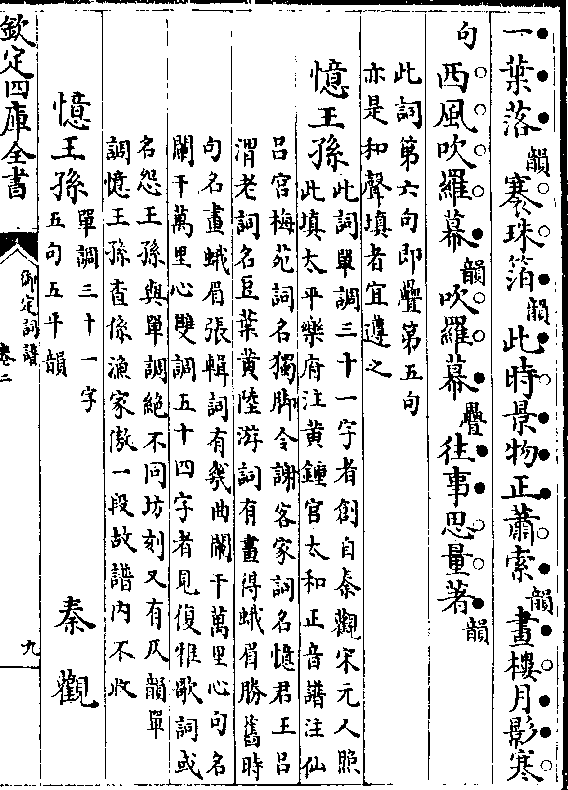 一葉落韻褰珠箔韻此時景物正蕭索韻畫樓月影寒
句西風吹羅幕韻吹羅幕疊往事思量著韻
此詞第六句即疊第五句
亦是和聲填者宜遵之
憶王孫
此詞單調三十一字者創自秦觀宋元人照
此填太平樂府注黃鍾宮太和正音譜注仙
呂宮梅苑詞名獨脚令謝客家詞名憶君王呂
渭老詞名豆葉黃陸游詞有畫得蛾眉勝舊時
句名畫蛾眉張輯詞有幾曲闌干萬里心句名
闌干萬里心雙調五十四字者見復雅歌詞或
名怨王孫與單調絕不同坊刻又有仄韻單
調憶王孫查係漁家傲一段故譜內不收
憶王孫
單調三十一字
五句五平韻
秦觀
欽定四庫全書
御定詞譜
卷二
九